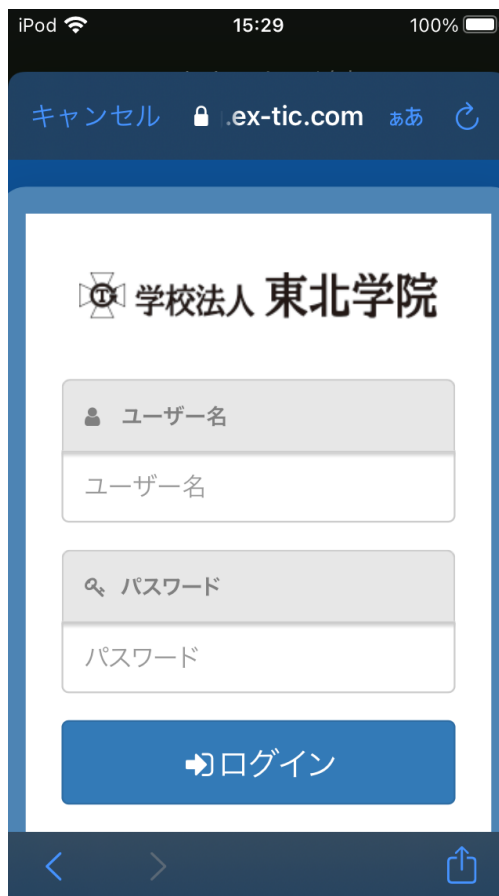 iPod 15:29 100%
キャンセル .ex-tic.com ぁあ
学校法人 東北学院
ユーザー名
ユーザー名
パスワード
パスワード
ログイン